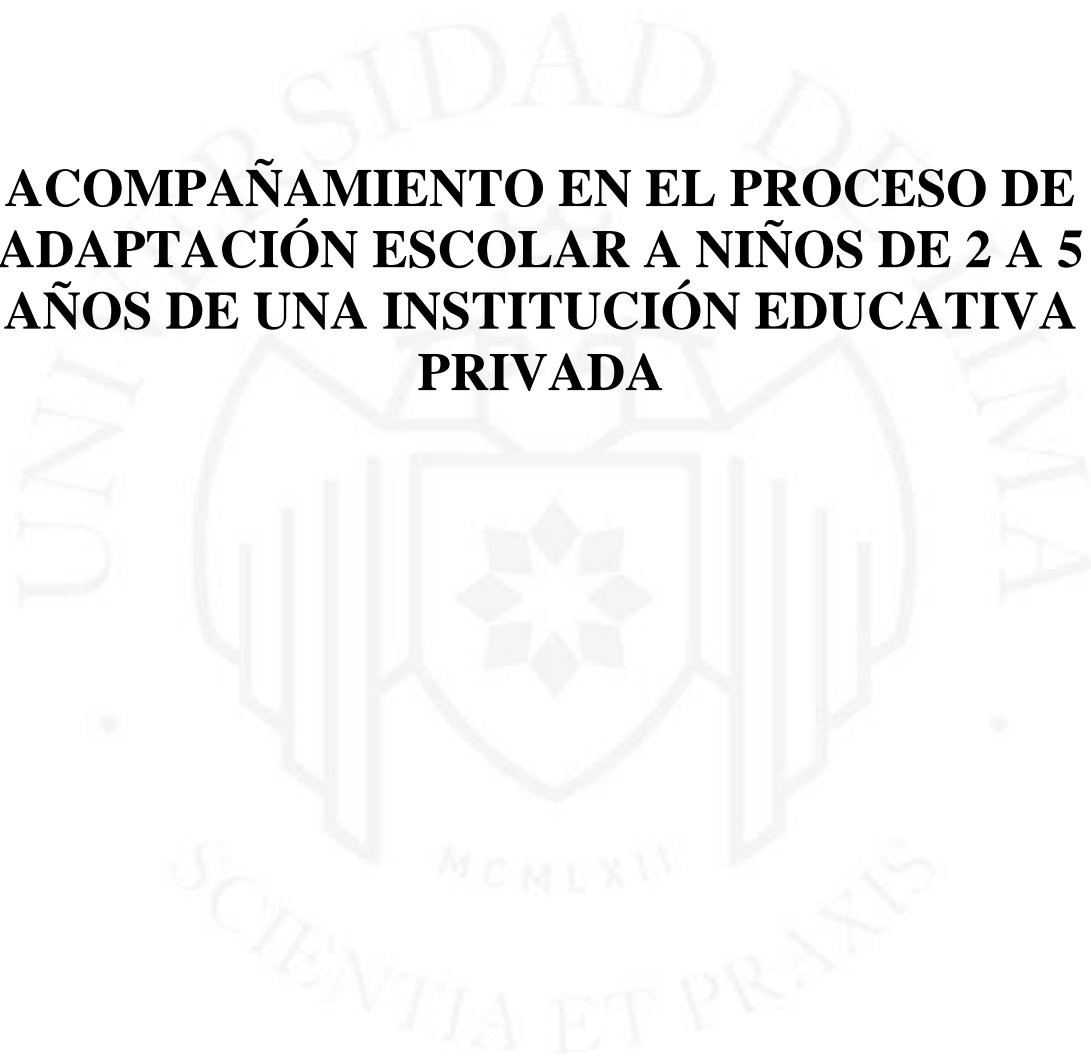 ACOMPAÑAMIENTO EN EL PROCESO DE
ADAPTACIÓN ESCOLAR A NIÑOS DE 2 A 5
AÑOS DE UNA INSTITUCIÓN EDUCATIVA
PRIVADA
UNIVERSIDAD DE LIMA
MCMLXII
SCIENTIA ET PRAXIS